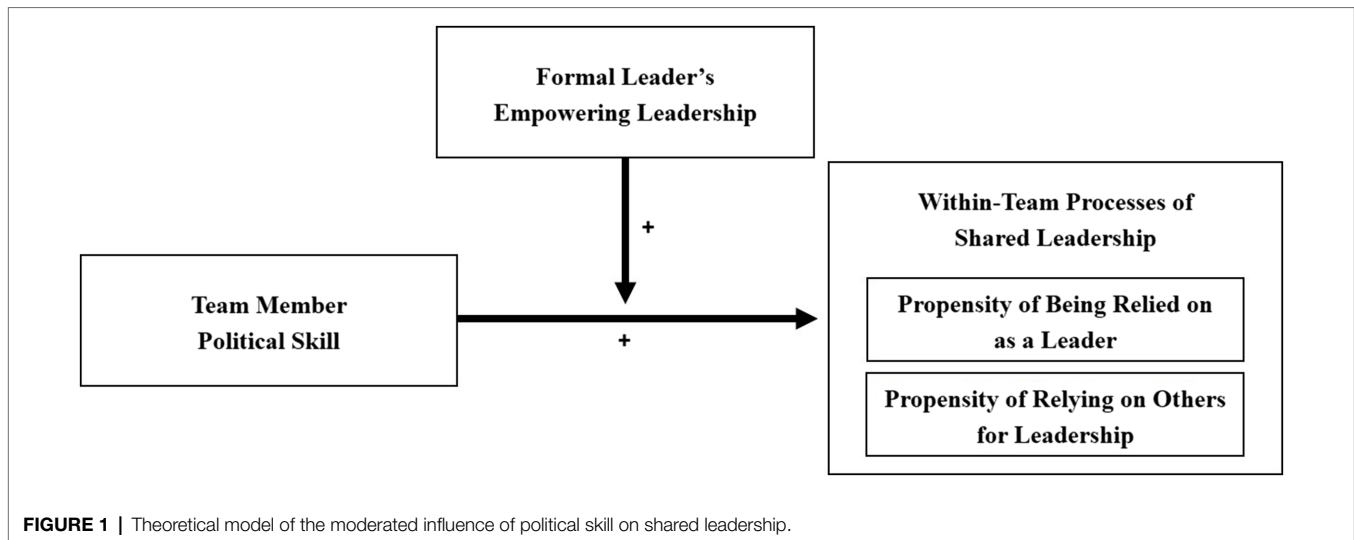 Formal Leader's
Empowering Leadership
+
Team Member
Political Skill
+
Within-Team Processes of
Shared Leadership
Propensity of Being Relied on
as a Leader
Propensity of Relying on Others
for Leadership
FIGURE 1 | Theoretical model of the moderated influence of political skill on shared leadership.